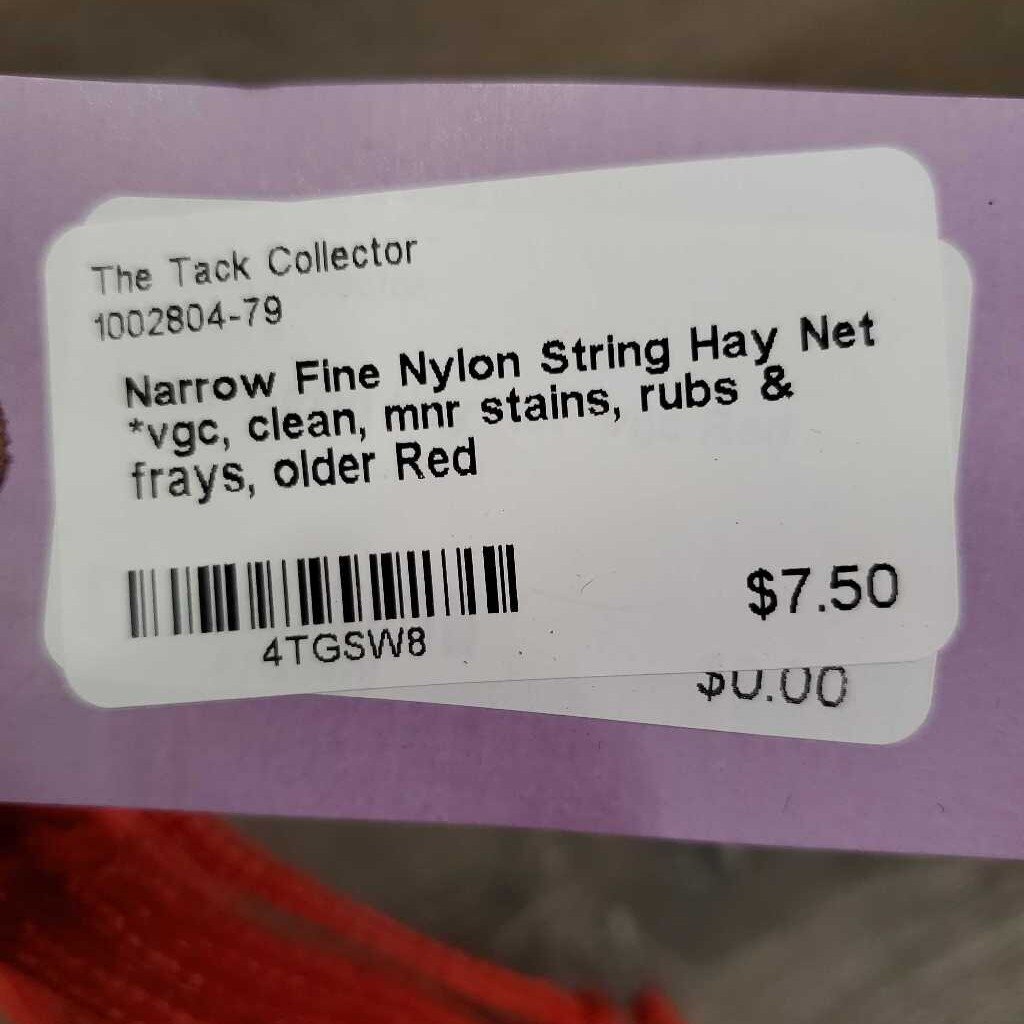 The Tack Collector
1002804-79
Narrow Fine Nylon String Hay Net
*vgc, clean, mnr stains, rubs &
frays, older Red
4TGSW8
$7.50
$0.00